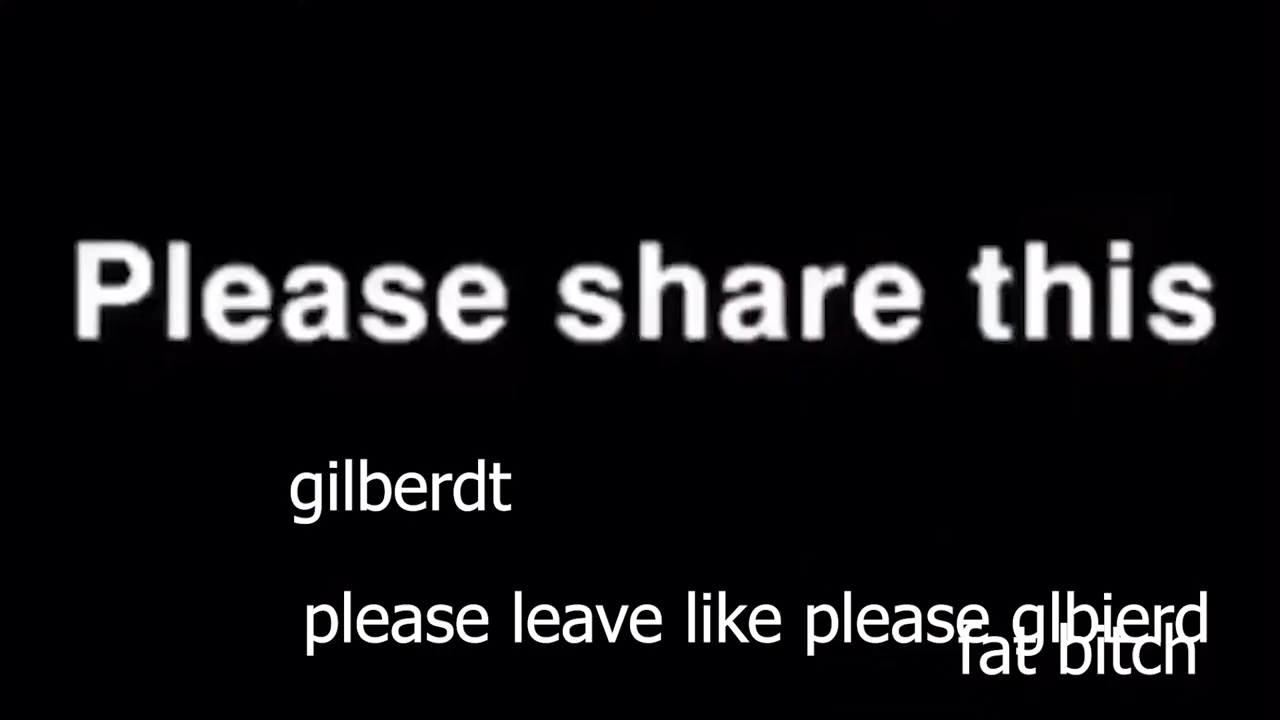 Please share this
gilberdt
please leave like please glbierd
fat bitch